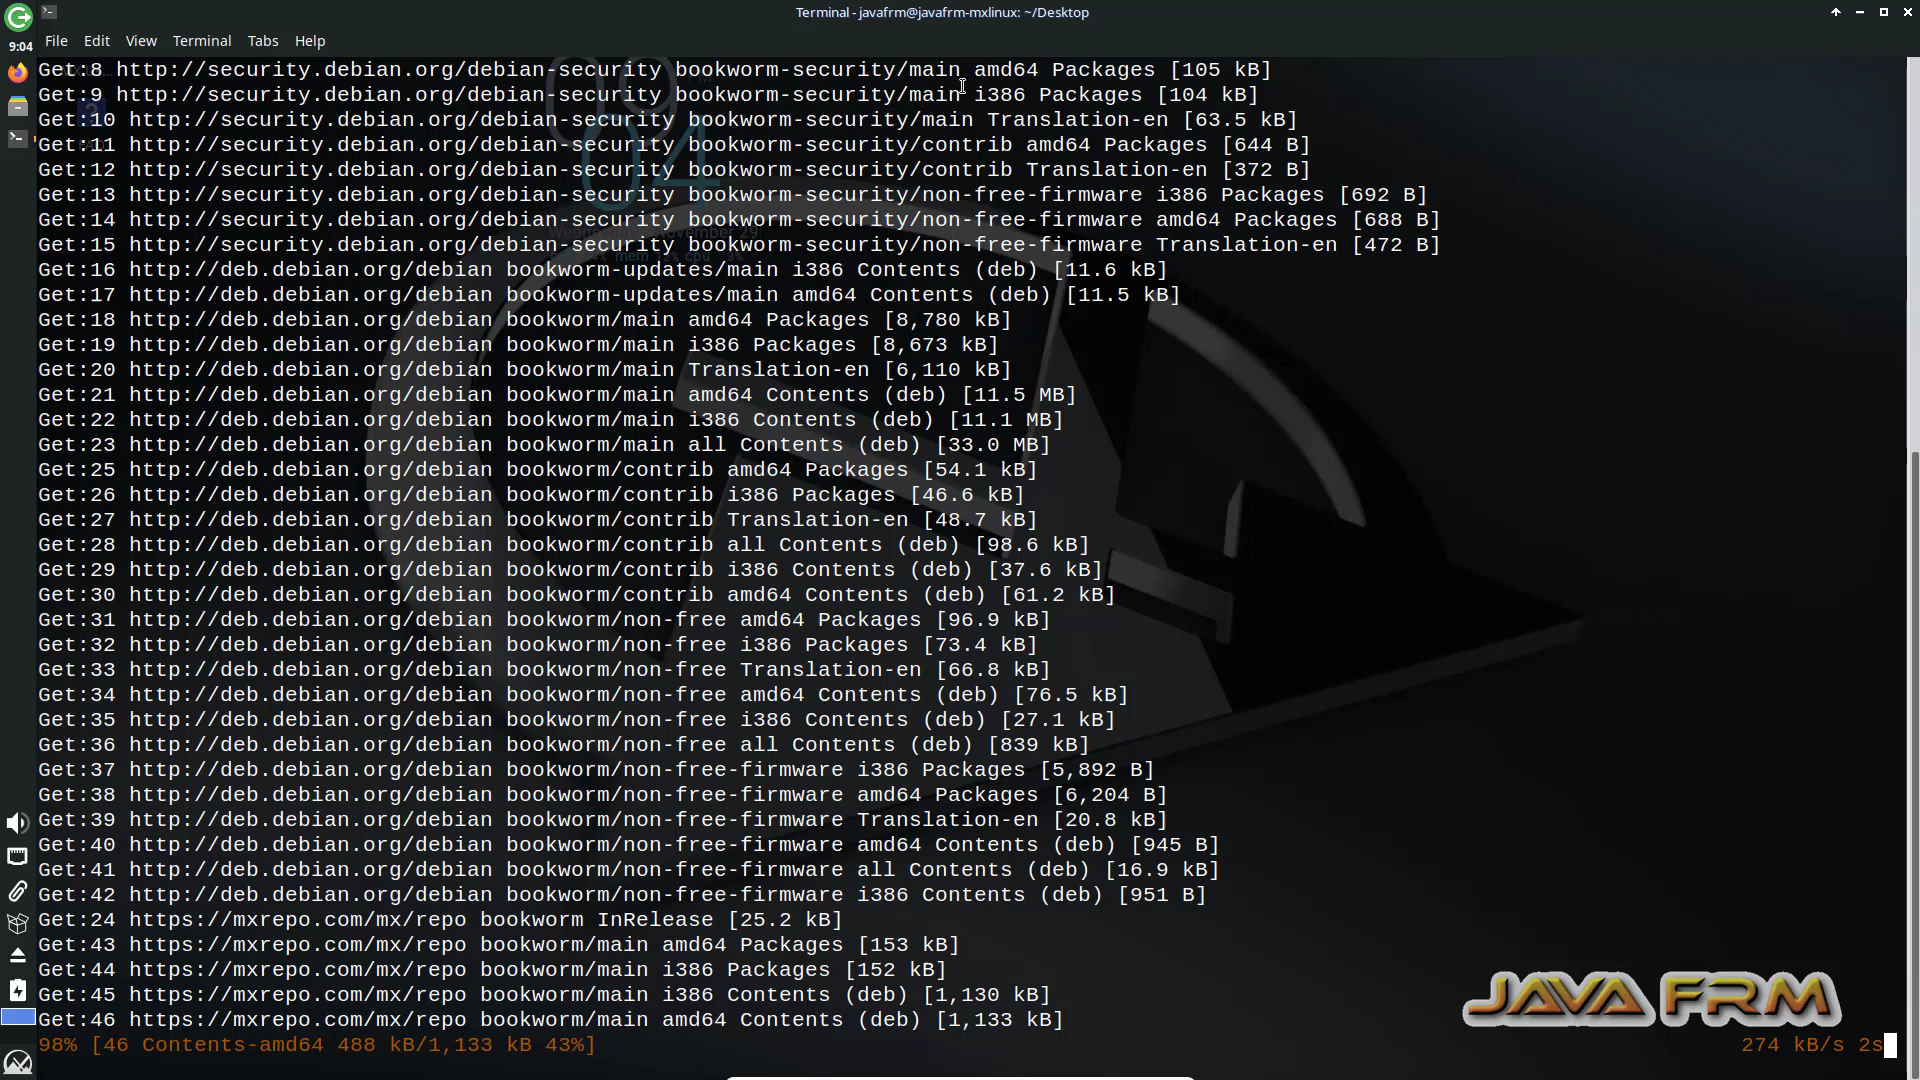 Terminal - javafrm@javafrm-mxlinux: ~/Desktop
9:04
File Edit View Terminal Tabs Help
Get:8 http://security.debian.org/debian-security bookworm-security/main amd64 Packages [105 kB]
Get:9 http://security.debian.org/debian-security bookworm-security/main i386 Packages [104 kB]
Get:10 http://security.debian.org/debian-security bookworm-security/main Translation-en [63.5 kB]
Get:11 http://security.debian.org/debian-security bookworm-security/contrib amd64 Packages [644 B]
Get:12 http://security.debian.org/debian-security bookworm-security/contrib Translation-en [372 B]
Get:13 http://security.debian.org/debian-security bookworm-security/non-free-firmware i386 Packages [692 B]
Get:14 http://security.debian.org/debian-security bookworm-security/non-free-firmware amd64 Packages [688 B]
Get:15 http://security.debian.org/debian-security bookworm-security/non-free-firmware Translation-en [472 B]
Get:16 http://deb.debian.org/debian bookworm-updates/main i386 Contents (deb) [11.6 kB]
Get:17 http://deb.debian.org/debian bookworm-updates/main amd64 Contents (deb) [11.5 kB]
Get:18 http://deb.debian.org/debian bookworm/main amd64 Packages [8,780 kB]
Get:19 http://deb.debian.org/debian bookworm/main i386 Packages [8,673 kB]
Get:20 http://deb.debian.org/debian bookworm/main Translation-en [6,110 kB]
Get:21 http://deb.debian.org/debian bookworm/main amd64 Contents (deb) [11.5 MB]
Get:22 http://deb.debian.org/debian bookworm/main i386 Contents (deb) [11.1 MB]
Get:23 http://deb.debian.org/debian bookworm/main all Contents (deb) [33.0 MB]
Get:25 http://deb.debian.org/debian bookworm/contrib amd64 Packages [54.1 kB]
Get:26 http://deb.debian.org/debian bookworm/contrib i386 Packages [46.6 kB]
Get:27 http://deb.debian.org/debian bookworm/contrib Translation-en [48.7 kB]
Get:28 http://deb.debian.org/debian bookworm/contrib all Contents (deb) [98.6 kB]
Get:29 http://deb.debian.org/debian bookworm/contrib i386 Contents (deb) [37.6 kB]
Get:30 http://deb.debian.org/debian bookworm/contrib amd64 Contents (deb) [61.2 kB]
Get:31 http://deb.debian.org/debian bookworm/non-free amd64 Packages [96.9 kB]
Get:32 http://deb.debian.org/debian bookworm/non-free i386 Packages [73.4 kB]
Get:33 http://deb.debian.org/debian bookworm/non-free Translation-en [66.8 kB]
Get:34 http://deb.debian.org/debian bookworm/non-free amd64 Contents (deb) [76.5 kB]
Get:35 http://deb.debian.org/debian bookworm/non-free i386 Contents (deb) [27.1 kB]
Get:36 http://deb.debian.org/debian bookworm/non-free all Contents (deb) [839 kB]
Get:37 http://deb.debian.org/debian bookworm/non-free-firmware i386 Packages [5,892 B]
Get:38 http://deb.debian.org/debian bookworm/non-free-firmware amd64 Packages [6,204 B]
Get:39 http://deb.debian.org/debian bookworm/non-free-firmware Translation-en [20.8 kB]
Get:40 http://deb.debian.org/debian bookworm/non-free-firmware amd64 Contents (deb) [945 B]
Get:41 http://deb.debian.org/debian bookworm/non-free-firmware all Contents (deb) [16.9 kB]
Get:42 http://deb.debian.org/debian bookworm/non-free-firmware i386 Contents (deb) [951 B]
Get:24 https://mxrepo.com/mx/repo bookworm InRelease [25.2 kB]
Get:43 https://mxrepo.com/mx/repo bookworm/main amd64 Packages [153 kB]
Get:44 https://mxrepo.com/mx/repo bookworm/main i386 Packages [152 kB]
Get:45 https://mxrepo.com/mx/repo bookworm/main i386 Contents (deb) [1,130 kB]
Get:46 https://mxrepo.com/mx/repo bookworm/main amd64 Contents (deb) [1,133 kB]
98% [46 Contents-amd64 488 kB/1,133 kB 43%] 274 kB/s 2s
JAVA FRM